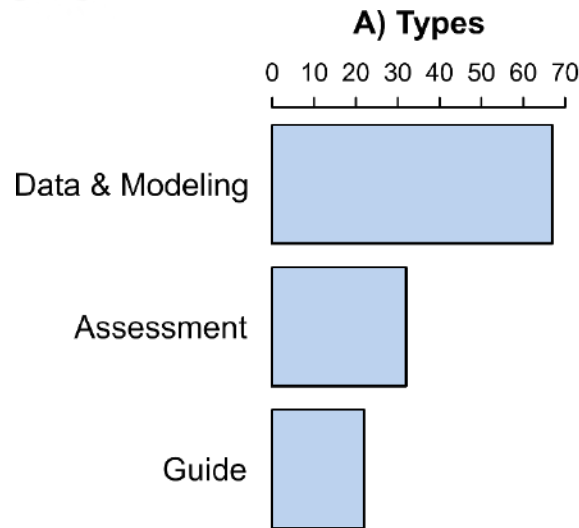 A) Types
0 10 20 30 40 50 60 70
Data & Modeling
Assessment
Guide